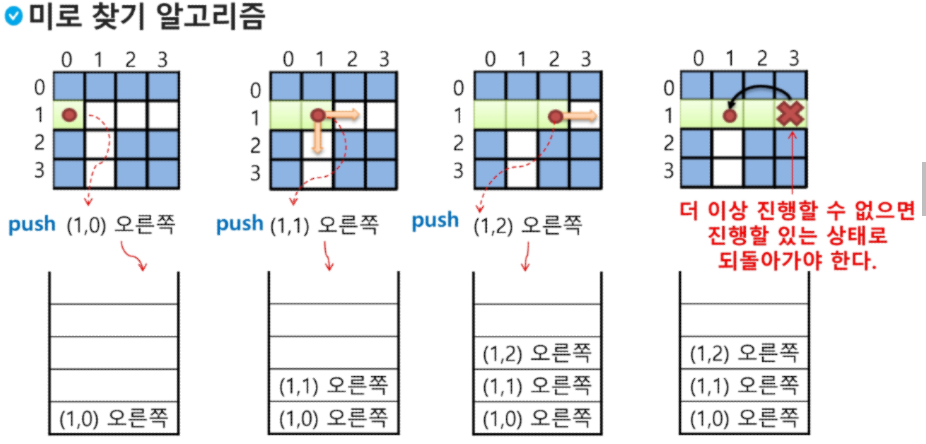 미로 찾기 알고리즘
0 1 2 3
0
1
2
3
push (1,0) 오른쪽
(1,0) 오른쪽
0 1 2 3
0
1
2
3
push (1,1) 오른쪽
(1,1) 오른쪽
(1,0) 오른쪽
0 1 2 3
0
1
2
3
push (1,2) 오른쪽
(1,2) 오른쪽
(1,1) 오른쪽
(1,0) 오른쪽
0 1 2 3
0
1
2
3
더 이상 진행할 수 없으면
진행할 있는 상태로
되돌아가야 한다.
(1,2) 오른쪽
(1,1) 오른쪽
(1,0) 오른쪽